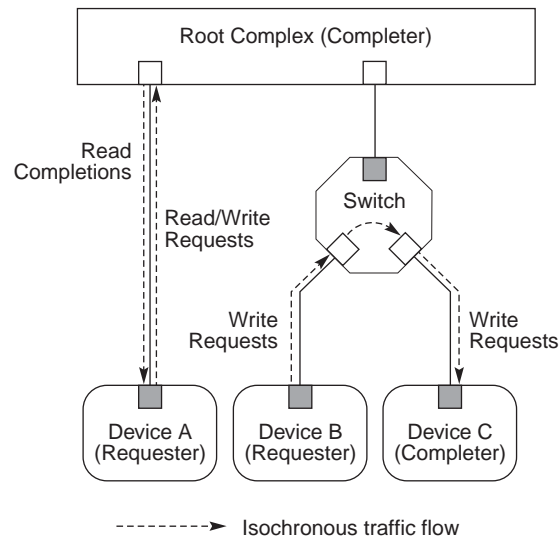 Root Complex (Completer)
Read
Completions
Read/Write
Requests
Switch
Write
Requests
Write
Requests
Device A
(Requester)
Device B
(Requester)
Device C
(Completer)
Isochronous traffic flow